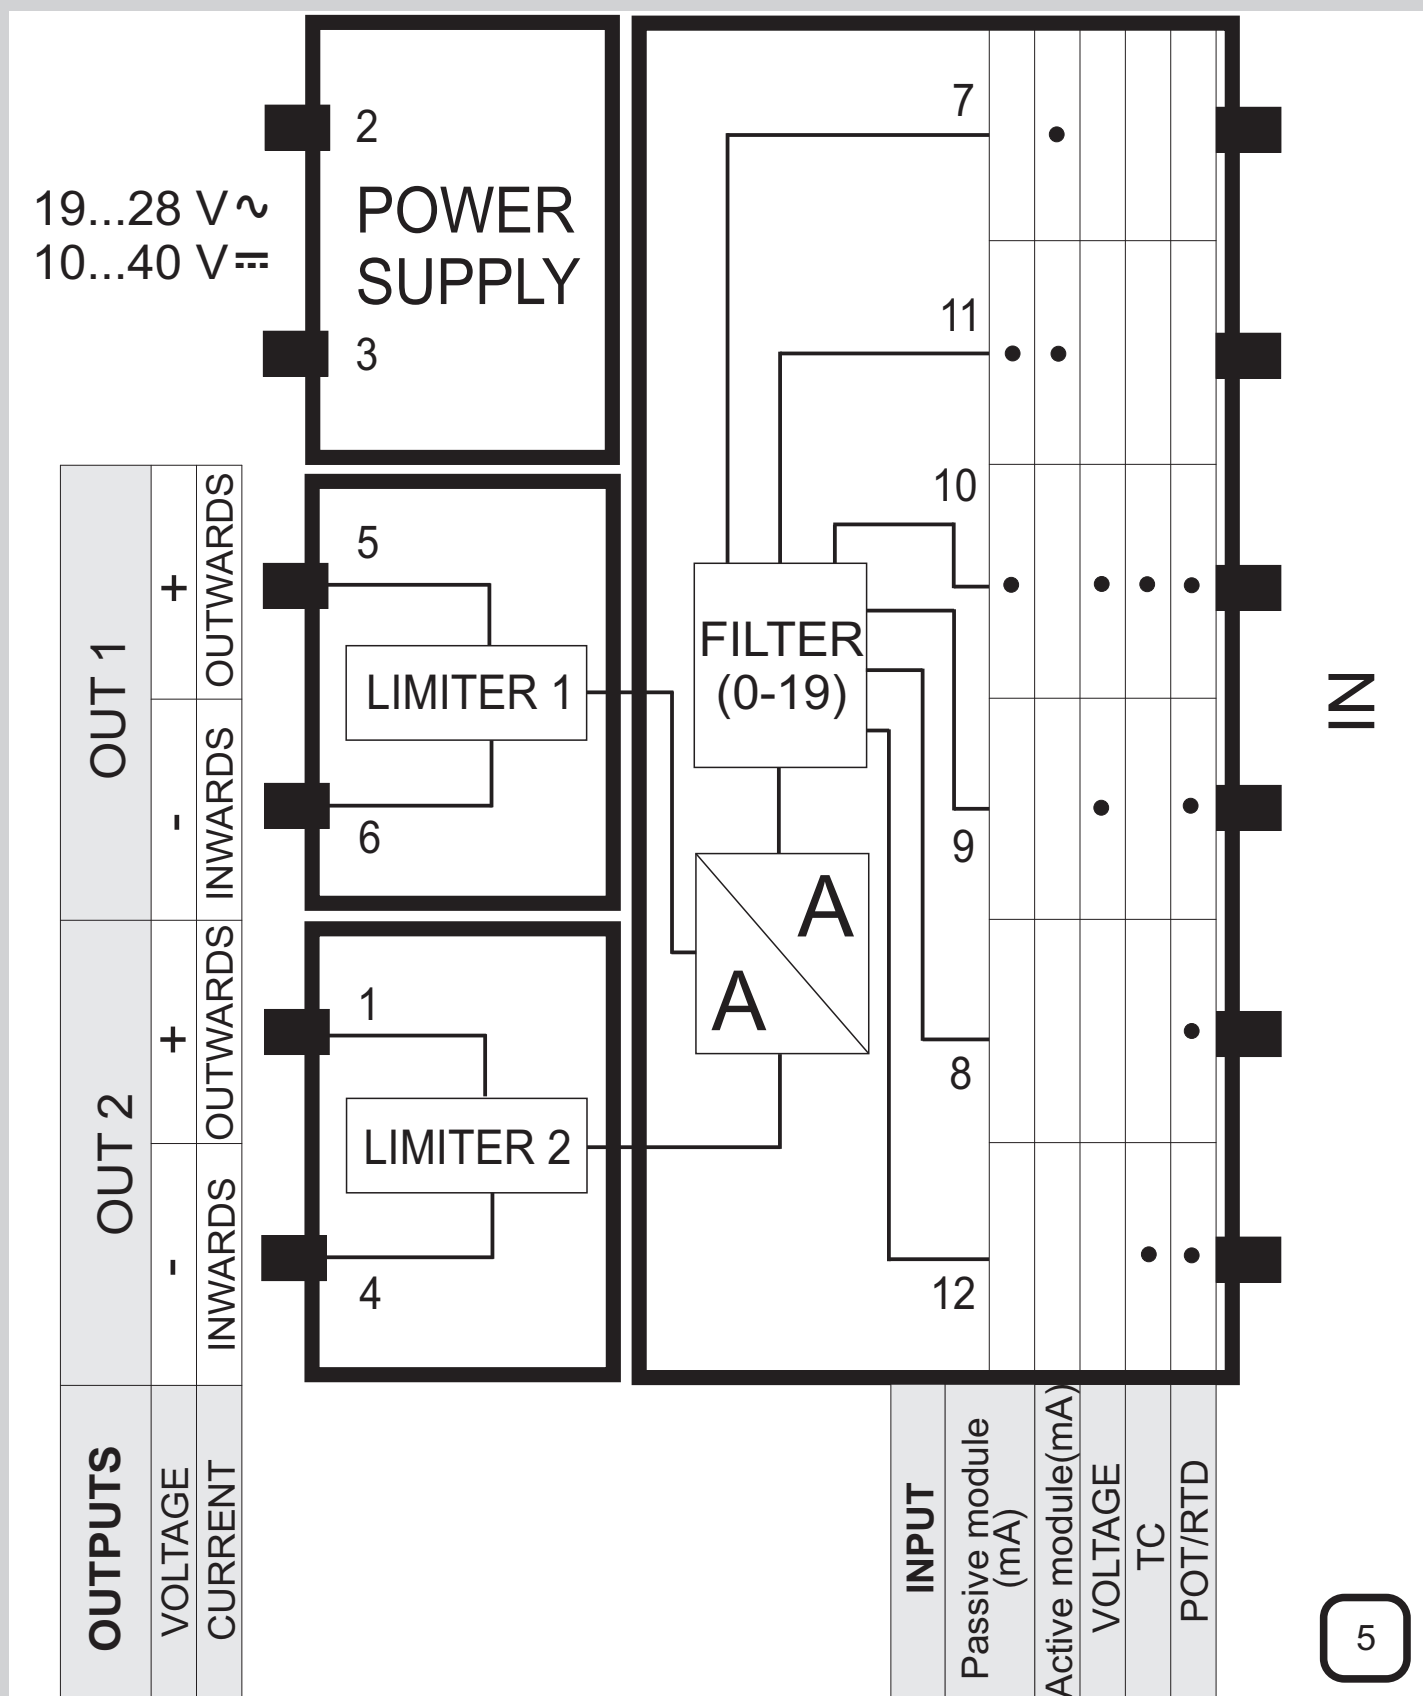 2
19...28 V∼
10...40 V⎓
POWER
SUPPLY
3
OUT 1
+
OUTWARDS
-
INWARDS
5
LIMITER 1
6
OUT 2
+
OUTWARDS
-
INWARDS
1
LIMITER 2
4
OUTPUTS
VOLTAGE
CURRENT
7
11
10
FILTER
(0-19)
9
A
A
8
12
IN
INPUT
Passive module
(mA)
Active module(mA)
VOLTAGE
TC
POT/RTD
5